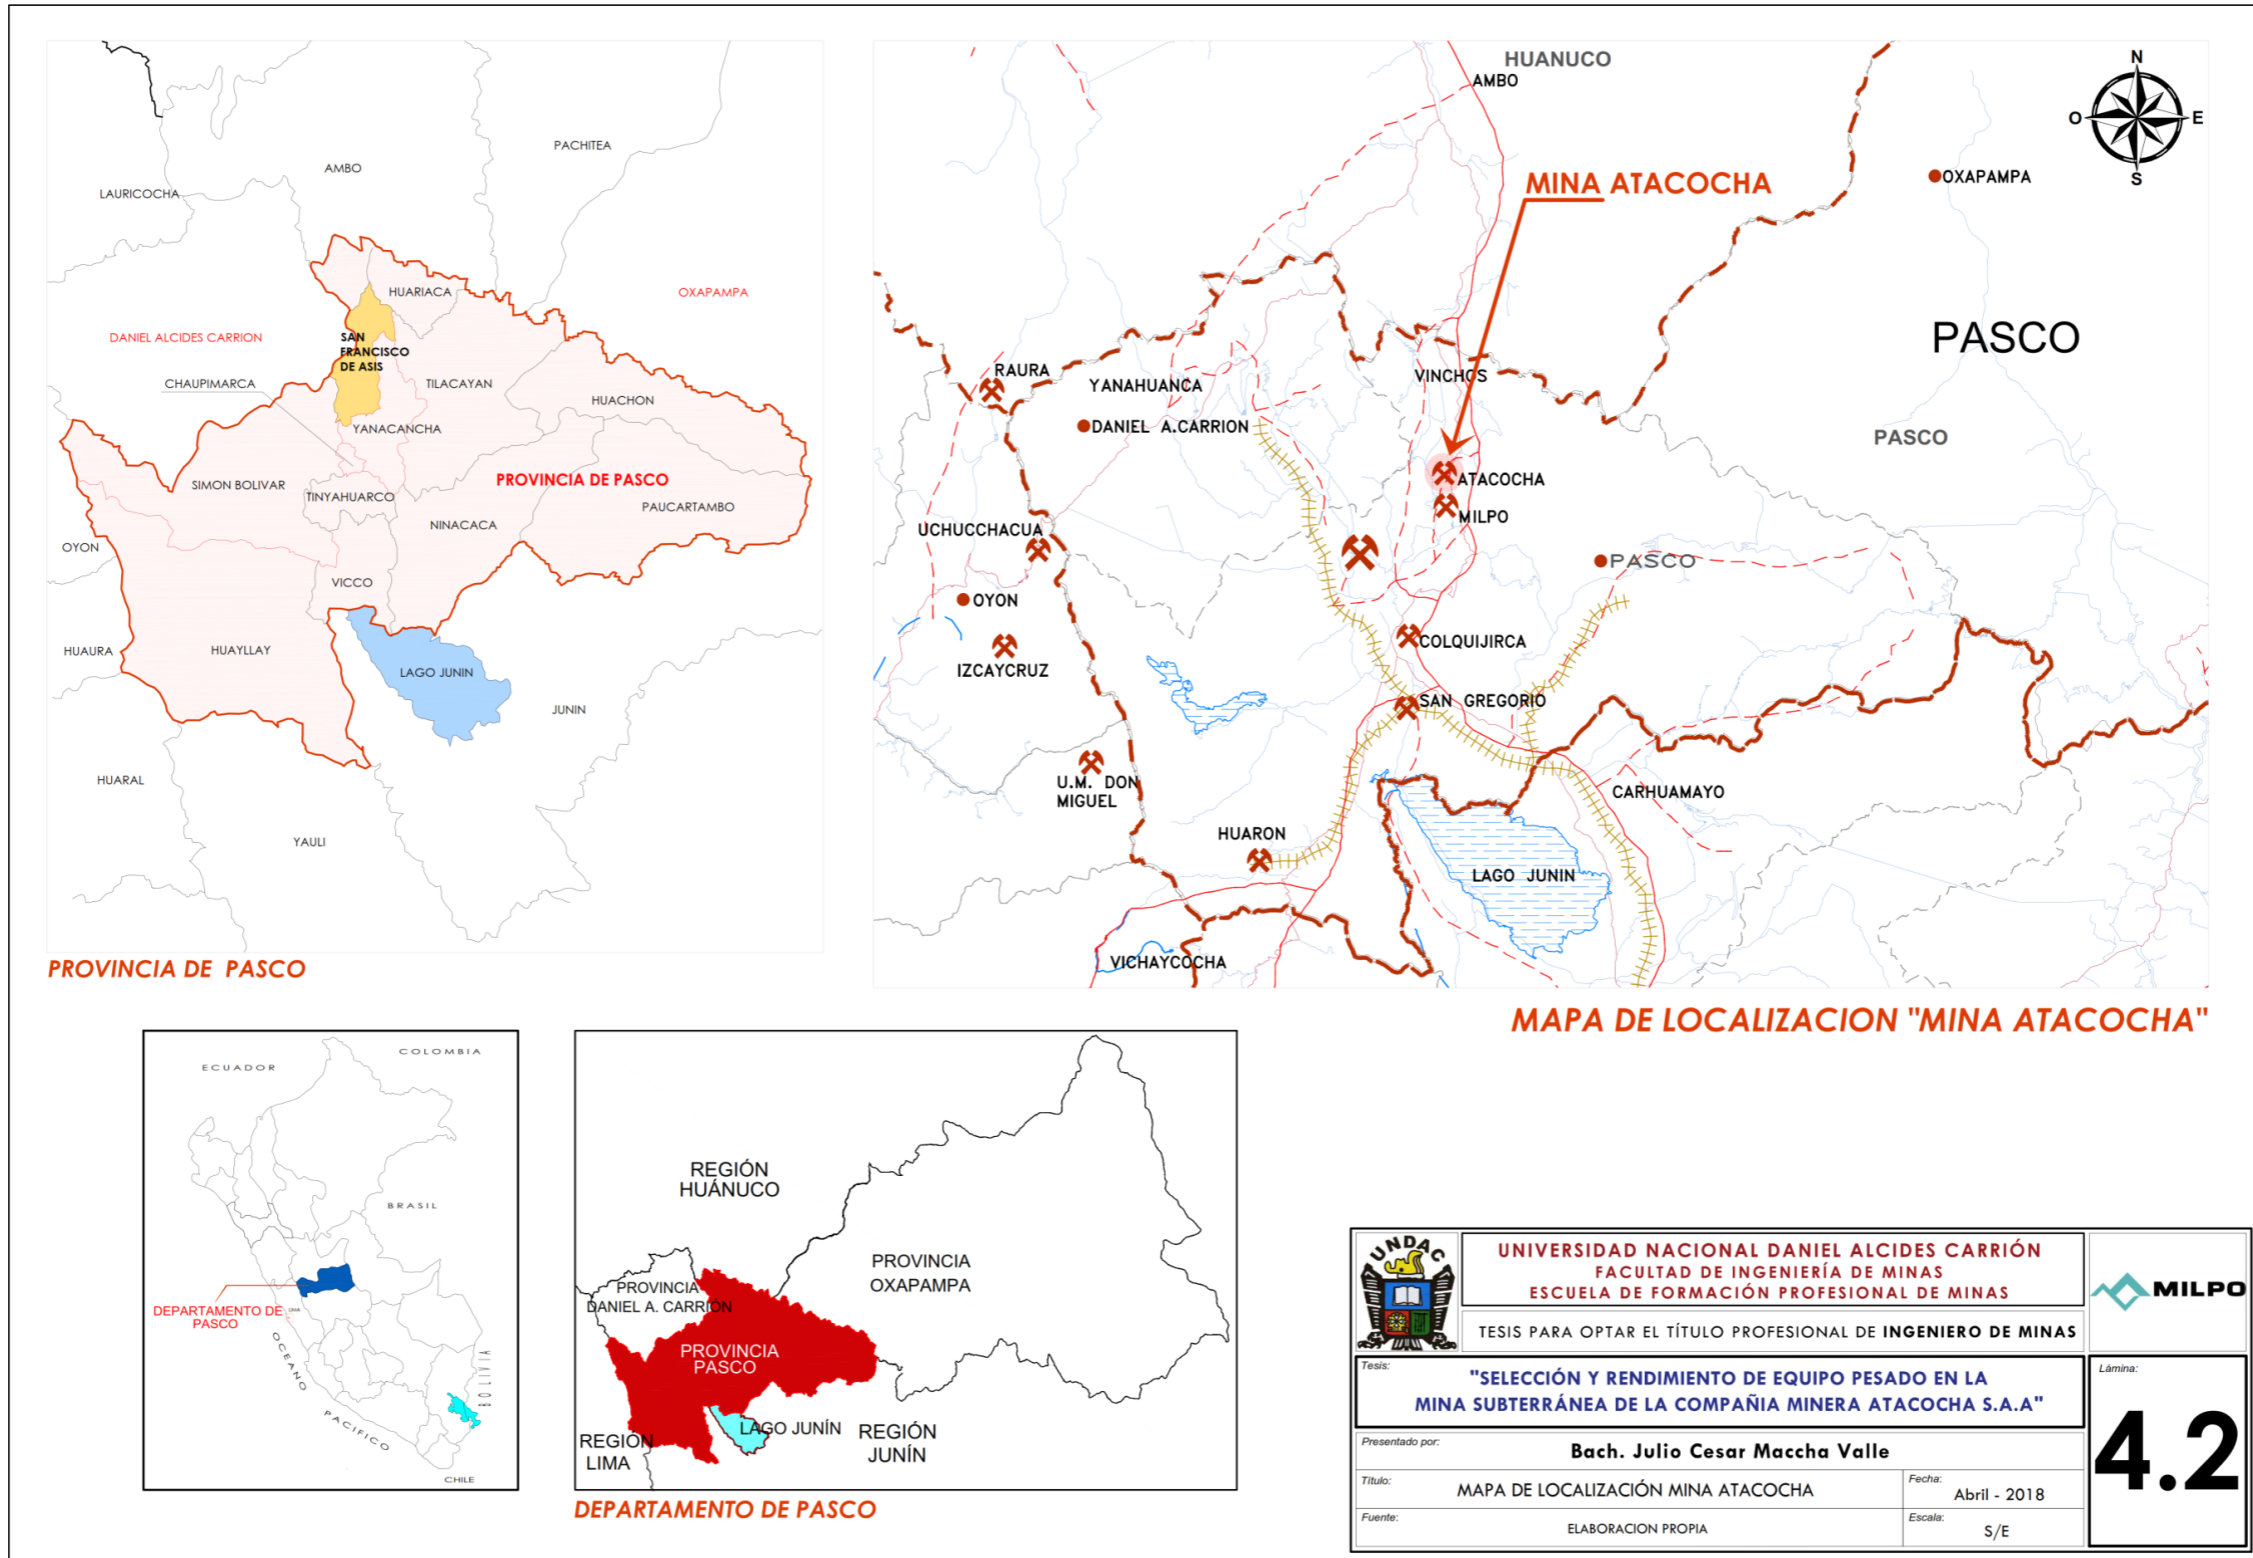 PACHITEA
AMBO
LAURICOCHA
HUARIACA
OXAPAMPA
DANIEL ALCIDES CARRION
SAN
FRANCISCO
DE ASIS
CHAUPIMARCA
TILACAYAN
HUACHON
YANACANCHA
PROVINCIA DE PASCO
SIMON BOLIVAR
TINYAHUARCO
PAUCARTAMBO
NINACACA
OYON
VICCO
HUAURA
HUAYLLAY
LAGO JUNIN
JUNIN
HUARAL
YAULI
PROVINCIA DE PASCO
HUANUCO
AMBO
N
O
E
S
MINA ATACOCHA
OXAPAMPA
PASCO
RAURA
YANAHUANCA
VINCHOS
DANIEL A.CARRION
PASCO
ATACOCHA
MILPO
UCHUCCHACUA
PASCO
OYON
COLQUIJIRCA
IZCAYCRUZ
SAN GREGORIO
U.M. DON
MIGUEL
CARHUAMAYO
HUARON
LAGO JUNIN
VICHAYCOCHA
MAPA DE LOCALIZACION "MINA ATACOCHA"
COLOMBIA
ECUADOR
BRASIL
DEPARTAMENTO DE
PASCO
LIMA
OCEANO
PACIFICO
BOLIVIA
CHILE
REGIÓN
HUÁNUCO
PROVINCIA
OXAPAMPA
PROVINCIA
DANIEL A. CARRIÓN
PROVINCIA
PASCO
LAGO JUNÍN
REGIÓN
JUNÍN
REGIÓN
LIMA
DEPARTAMENTO DE PASCO
UNDAC
UNIVERSIDAD NACIONAL DANIEL ALCIDES CARRIÓN
FACULTAD DE INGENIERÍA DE MINAS
ESCUELA DE FORMACIÓN PROFESIONAL DE MINAS
MILPO
TESIS PARA OPTAR EL TÍTULO PROFESIONAL DE INGENIERO DE MINAS
Tesis:
"SELECCIÓN Y RENDIMIENTO DE EQUIPO PESADO EN LA
MINA SUBTERRÁNEA DE LA COMPAÑIA MINERA ATACOCHA S.A.A"
Lámina:
4.2
Presentado por:
Bach. Julio Cesar Maccha Valle
Título:
MAPA DE LOCALIZACIÓN MINA ATACOCHA
Fecha:
Abril - 2018
Fuente:
ELABORACION PROPIA
Escala:
S/E